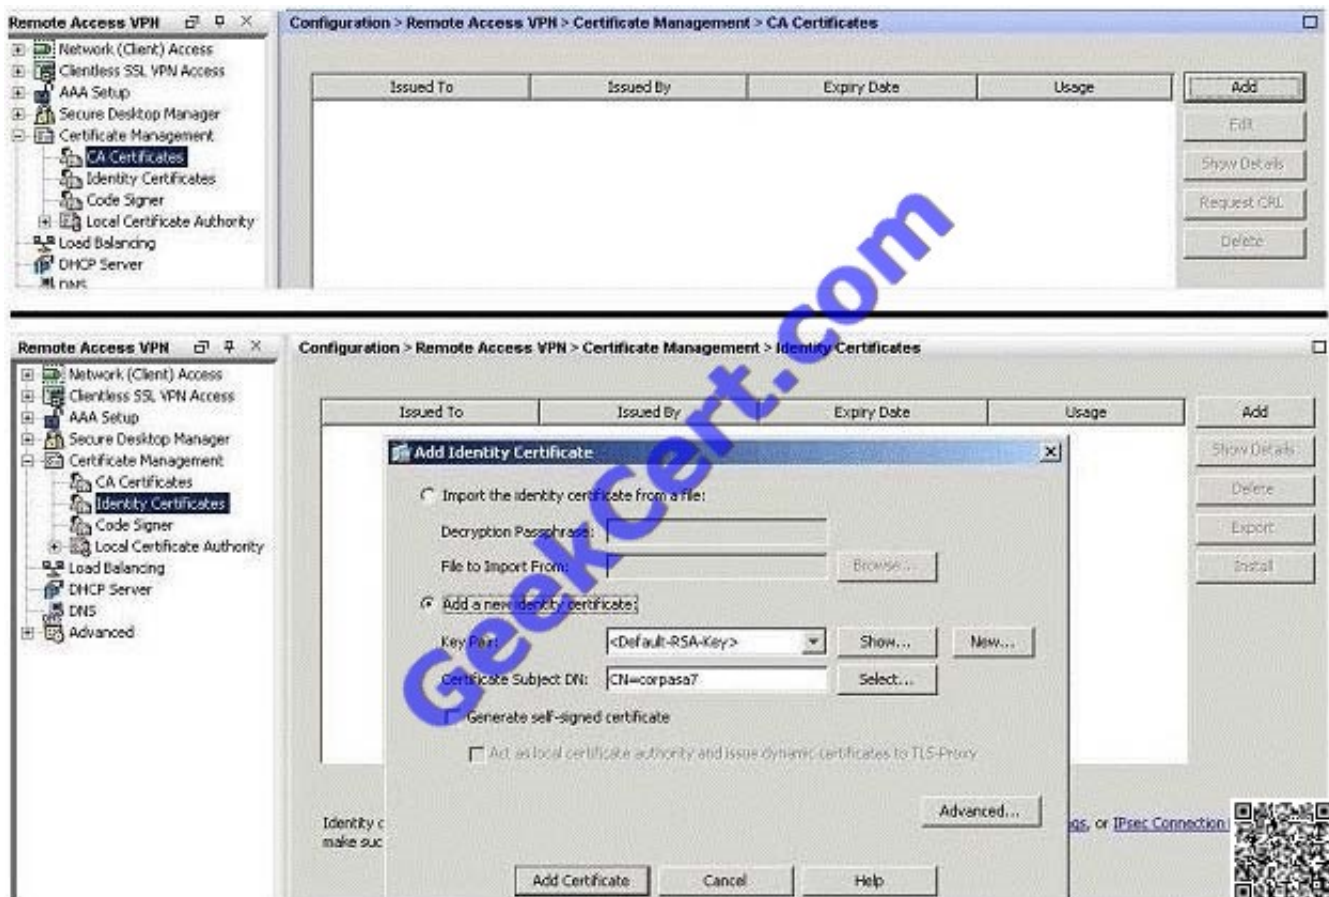 Remote Access VPN
Configuration > Remote Access VPN > Certificate Management > CA Certificates
Network (Client) Access
Clientless SSL VPN Access
AAA Setup
Secure Desktop Manager
Certificate Management
CA Certificates
Identity Certificates
Code Signer
Local Certificate Authority
Load Balancing
DHCP Server
DNS
Issued To
Issued By
Expiry Date
Usage
Add
Edit
Show Details
Request CRL
Delete
Remote Access VPN
Configuration > Remote Access VPN > Certificate Management > Identity Certificates
Network (Client) Access
Clientless SSL VPN Access
AAA Setup
Secure Desktop Manager
Certificate Management
CA Certificates
Identity Certificates
Code Signer
Local Certificate Authority
Load Balancing
DHCP Server
DNS
Advanced
Issued To
Issued By
Expiry Date
Usage
Add
Show Details
Delete
Export
Install
Add Identity Certificate
Import the identity certificate from a file:
Decryption Passphrase:
File to Import From:
Browse...
Add a new identity certificate:
Key Pair:
<Default-RSA-Key>
Show...
New...
Certificate Subject DN:
CN=corpasa7
Select...
Generate self-signed certificate
Act as local certificate authority and issue dynamic certificates to TLS-Proxy
Advanced...
Add Certificate
Cancel
Help
Identity c
make suc
gs, or IPsec Connection
GeekCert.com